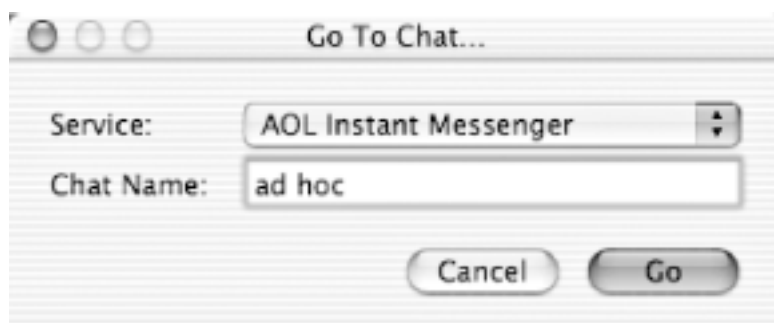 Go To Chat...
Service: AOL Instant Messenger
Chat Name: ad hoc
Cancel Go